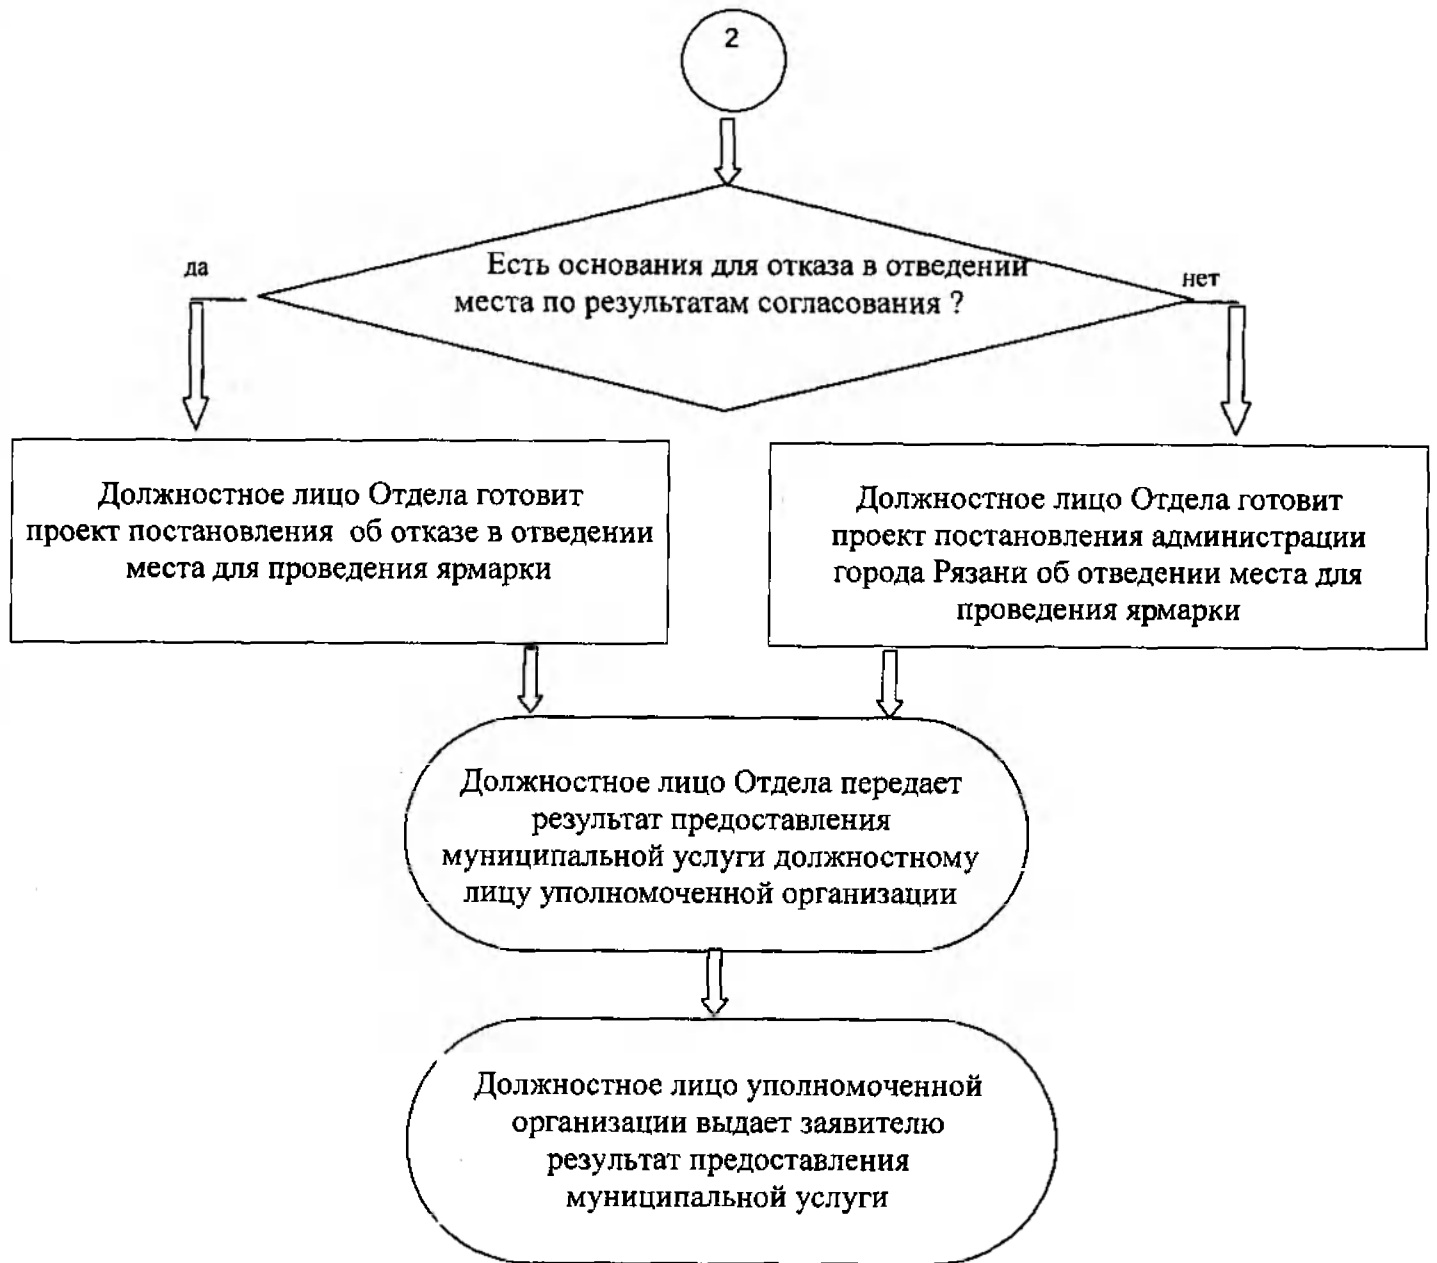 2
Есть основания для отказа в отведений
места по результатам согласования ?
да
нет
Должностное лицо Отдела готовит
проект постановления об отказе в отведении
места для проведения ярмарки
Должностное лицо Отдела готовит
проект постановления администрации
города Рязани об отведении места для
проведения ярмарки
Должностное лицо Отдела передает
результат предоставления
муниципальной услуги должностному
лицу уполномоченной организации
Должностное лицо уполномоченной
организации выдает заявителю
результат предоставления
муниципальной услуги